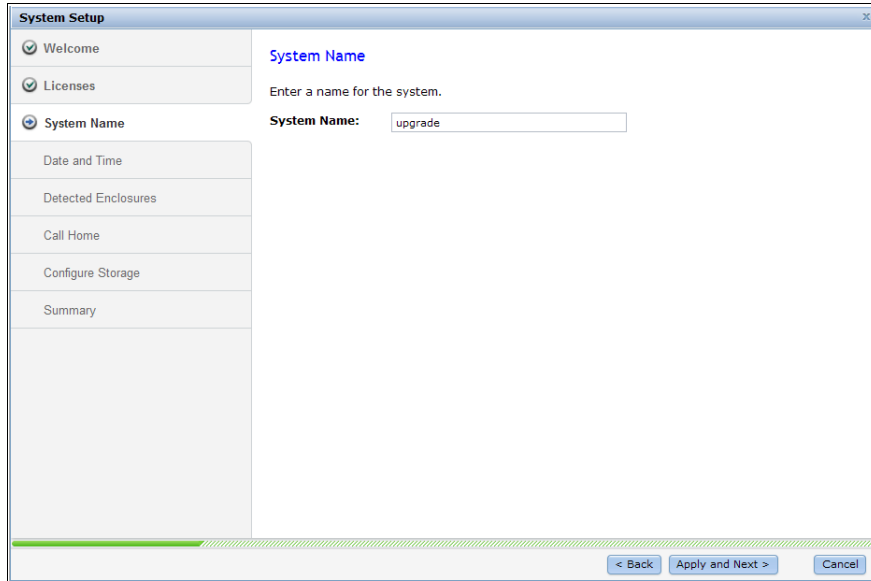 System Setup
x
Welcome
Licenses
System Name
Date and Time
Detected Enclosures
Call Home
Configure Storage
Summary
System Name
Enter a name for the system.
System Name: upgrade
< Back Apply and Next > Cancel